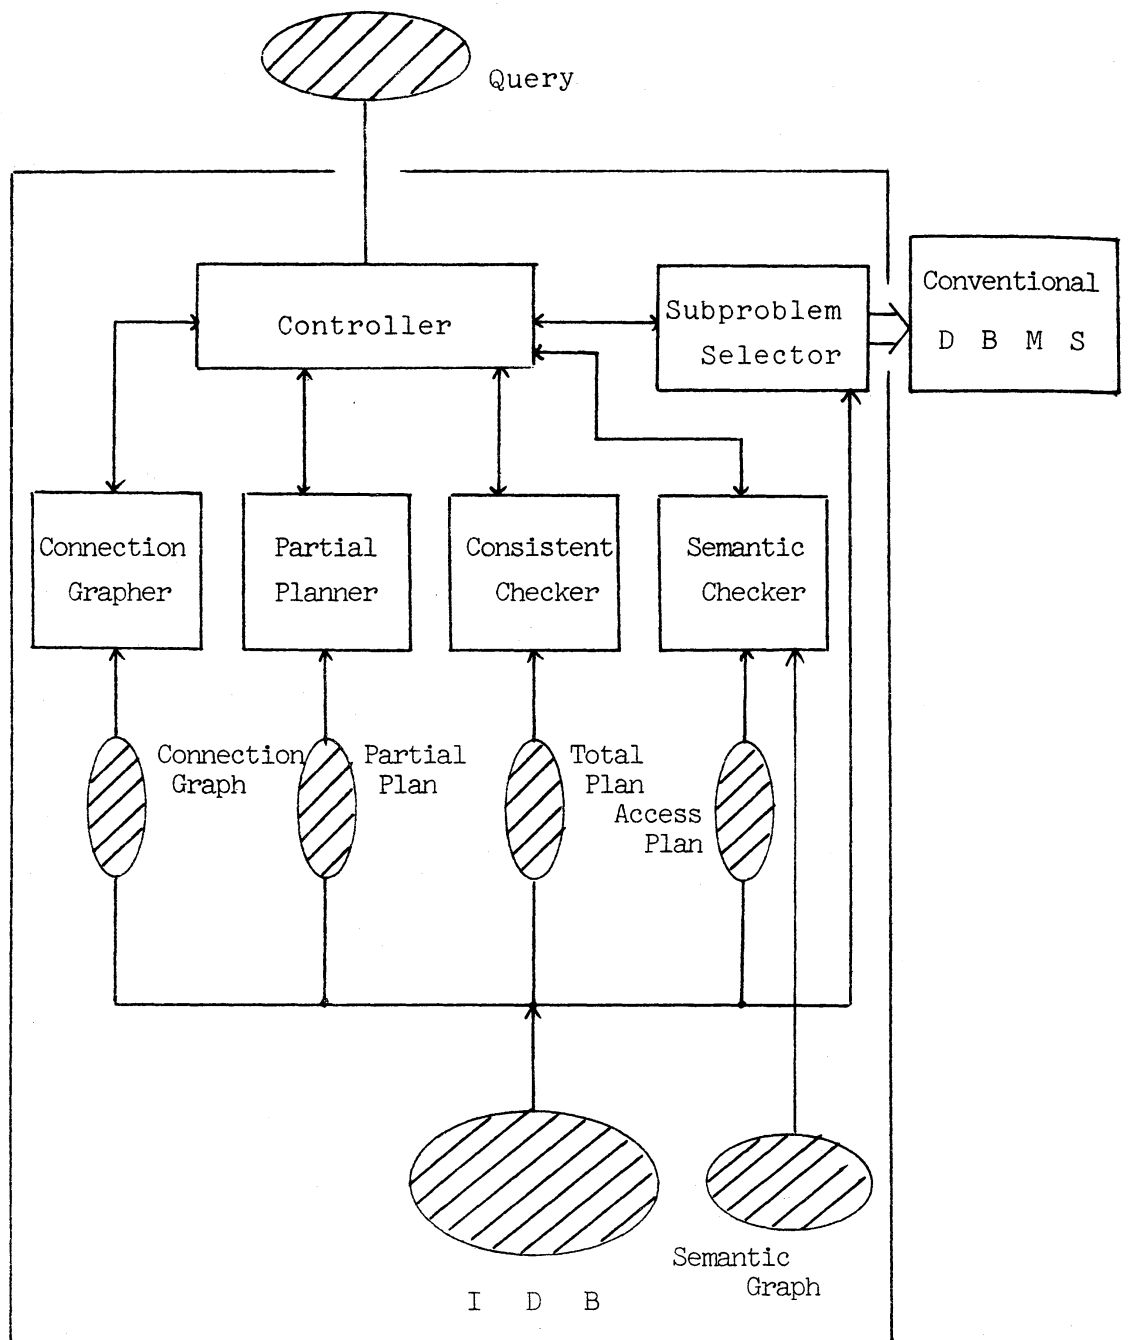 Query
Controller
Subproblem
Selector
Conventional
D B M S
Connection
Grapher
Partial
Planner
Consistent
Checker
Semantic
Checker
Connection
Graph
Partial
Plan
Total
Plan
Access
Plan
Semantic
Graph
I D B